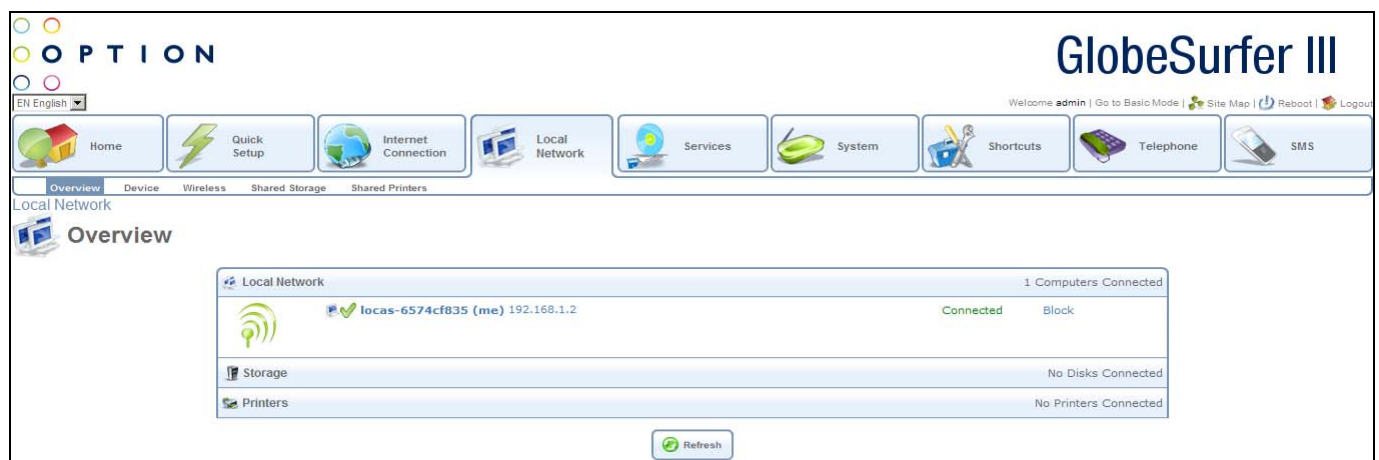 OPTION
GlobeSurfer III
EN English
Welcome admin | Go to Basic Mode | Site Map | Reboot | Logout
Home
Quick Setup
Internet Connection
Local Network
Services
System
Shortcuts
Telephone
SMS
Overview Device Wireless Shared Storage Shared Printers
Local Network
Overview
Local Network 1 Computers Connected
locas-6574cf835 (me) 192.168.1.2 Connected Block
Storage No Disks Connected
Printers No Printers Connected
Refresh